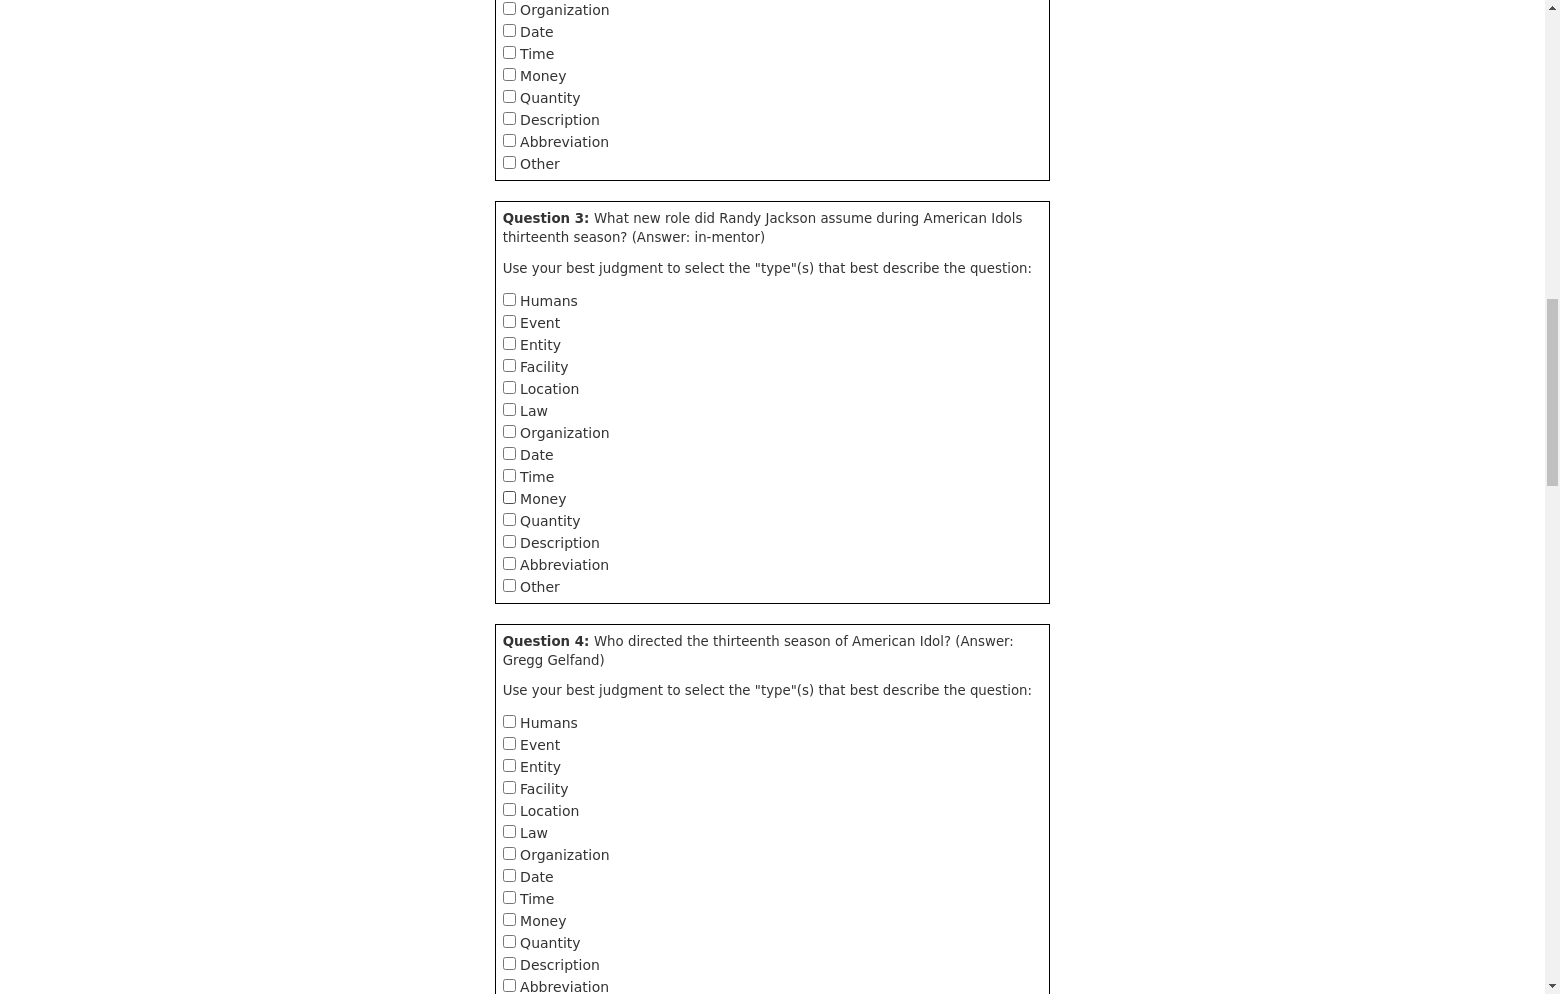 Organization
Date
Time
Money
Quantity
Description
Abbreviation
Other
Question 3: What new role did Randy Jackson assume during American Idols
thirteenth season? (Answer: in-mentor)
Use your best judgment to select the "type"(s) that best describe the question:
Humans
Event
Entity
Facility
Location
Law
Organization
Date
Time
Money
Quantity
Description
Abbreviation
Other
Question 4: Who directed the thirteenth season of American Idol? (Answer:
Gregg Gelfand)
Use your best judgment to select the "type"(s) that best describe the question:
Humans
Event
Entity
Facility
Location
Law
Organization
Date
Time
Money
Quantity
Description
Abbreviation